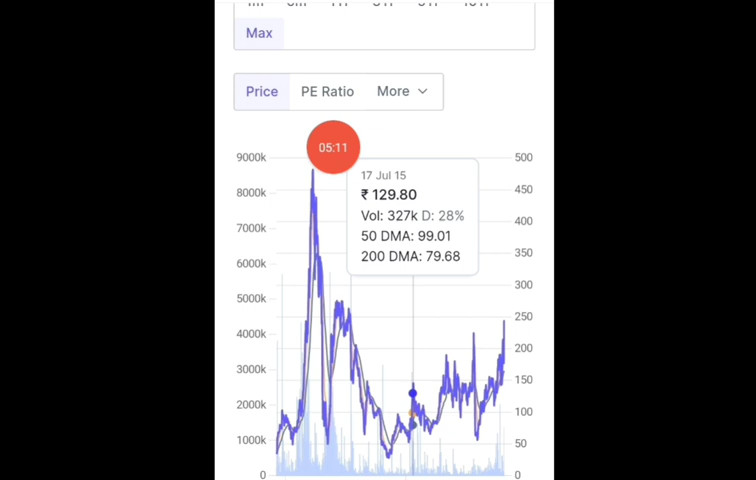 Max
Price PE Ratio More
05:11
17 Jul 15
₹ 129.80
Vol: 327k D: 28%
50 DMA: 99.01
200 DMA: 79.68
9000k 500
8000k 450
7000k 400
6000k 350
5000k 300
4000k 250
3000k 200
2000k 150
1000k 100
0 50
0